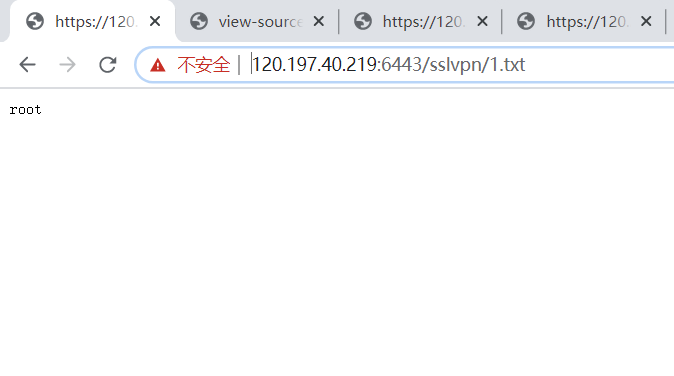 https://120.
view-source
https://120.
https://120.
不安全 | 120.197.40.219:6443/sslvpn/1.txt
root